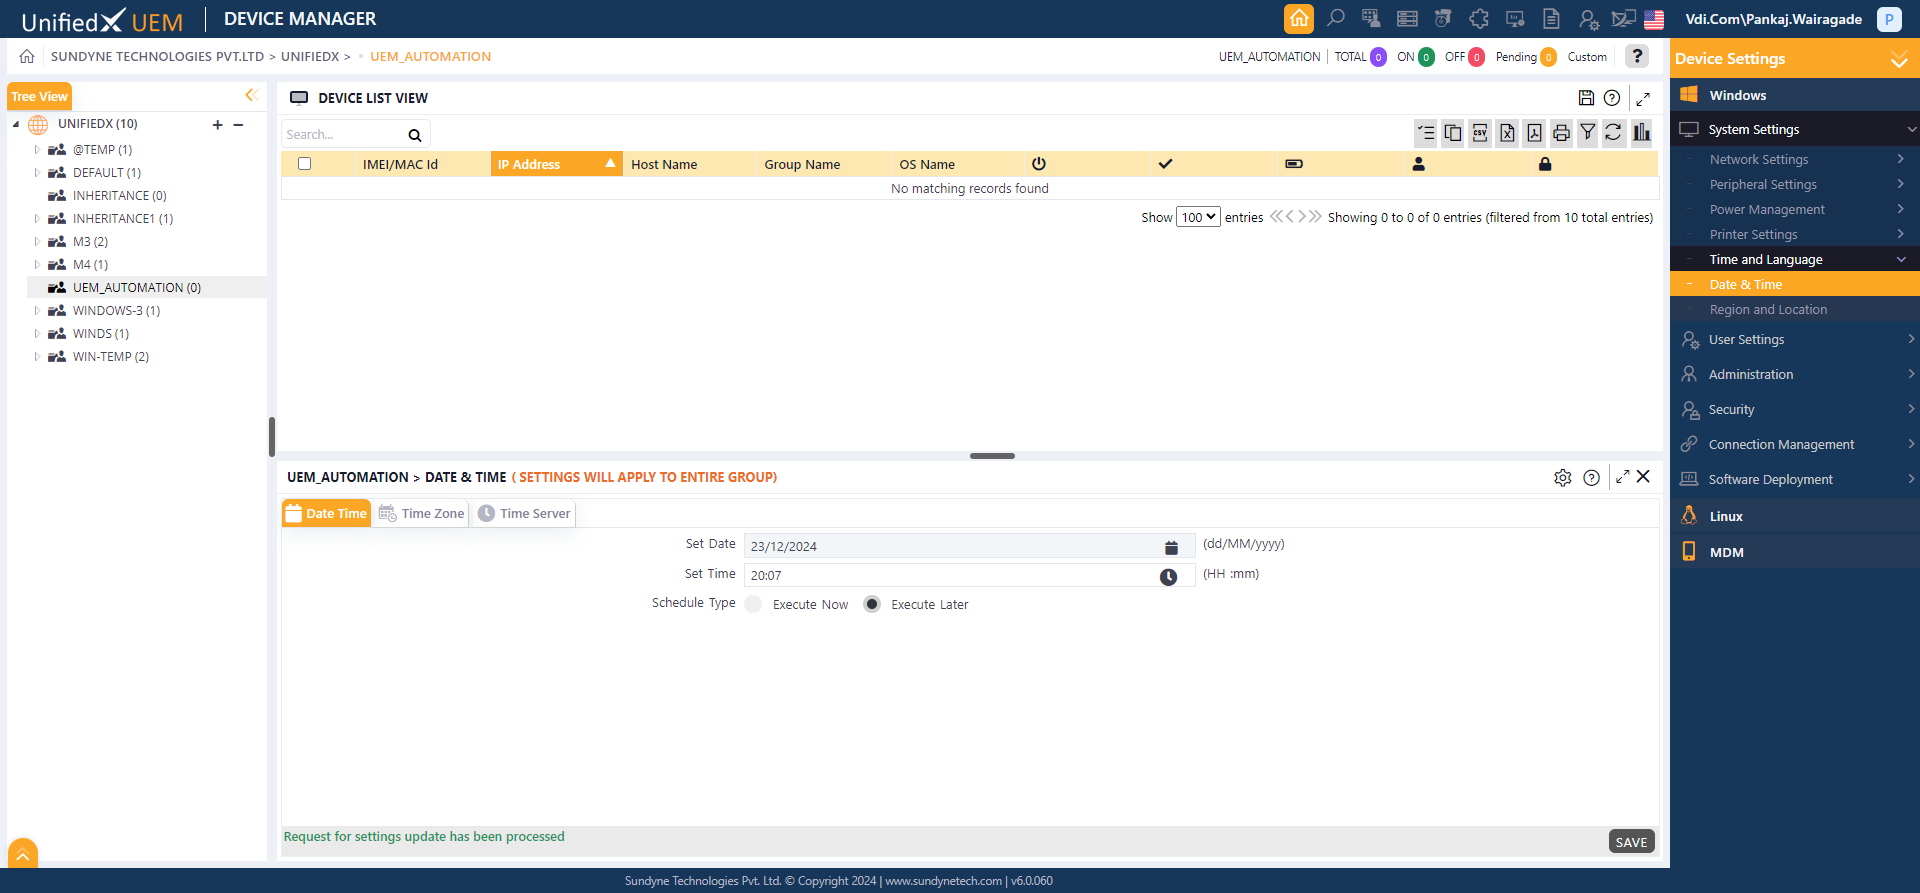 UnifiedX UEM
DEVICE MANAGER
Vdi.Com\Pankaj.Wairagade
P
SUNDYNE TECHNOLOGIES PVT.LTD > UNIFIEDX > • UEM_AUTOMATION
UEM_AUTOMATION
TOTAL 0 ON 0 OFF 0 Pending 0 Custom
?
Tree View
UNIFIEDX (10)
@TEMP (1)
DEFAULT (1)
INHERITANCE (0)
INHERITANCE1 (1)
M3 (2)
M4 (1)
UEM_AUTOMATION (0)
WINDOWS-3 (1)
WINDS (1)
WIN-TEMP (2)
DEVICE LIST VIEW
Search...
CSV
IMEI/MAC Id IP Address Host Name Group Name OS Name
No matching records found
Show 100 entries Showing 0 to 0 of 0 entries (filtered from 10 total entries)
UEM_AUTOMATION > DATE & TIME ( SETTINGS WILL APPLY TO ENTIRE GROUP)
Date Time Time Zone Time Server
Set Date 23/12/2024 (dd/MM/yyyy)
Set Time 20:07 (HH :mm)
Schedule Type Execute Now Execute Later
Request for settings update has been processed
SAVE
Device Settings
Windows
System Settings
Network Settings
Peripheral Settings
Power Management
Printer Settings
Time and Language
Date & Time
Region and Location
User Settings
Administration
Security
Connection Management
Software Deployment
Linux
MDM
Sundyne Technologies Pvt. Ltd. © Copyright 2024 | www.sundynetech.com | v6.0.060